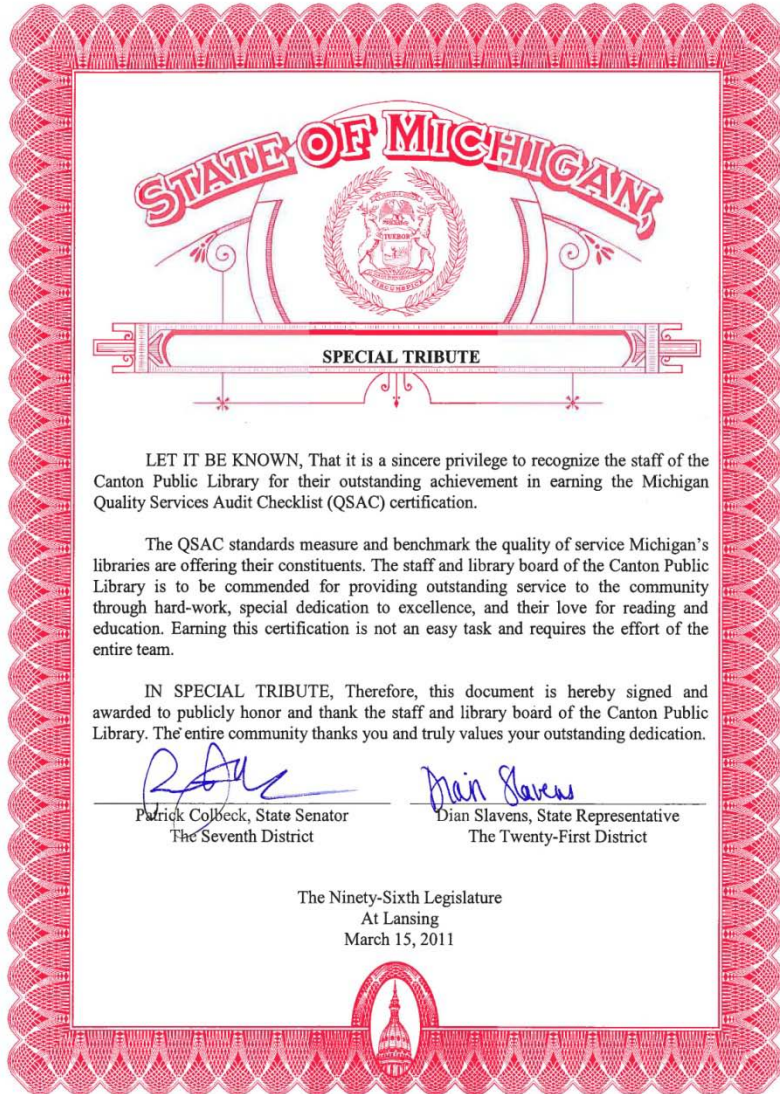 STATE OF MICHIGAN,
TUEBOR
CIRCUMSPICE
SPECIAL TRIBUTE
LET IT BE KNOWN, That it is a sincere privilege to recognize the staff of the
Canton Public Library for their outstanding achievement in earning the Michigan
Quality Services Audit Checklist (QSAC) certification.
The QSAC standards measure and benchmark the quality of service Michigan's
libraries are offering their constituents. The staff and library board of the Canton Public
Library is to be commended for providing outstanding service to the community
through hard-work, special dedication to excellence, and their love for reading and
education. Earning this certification is not an easy task and requires the effort of the
entire team.
IN SPECIAL TRIBUTE, Therefore, this document is hereby signed and
awarded to publicly honor and thank the staff and library board of the Canton Public
Library. The entire community thanks you and truly values your outstanding dedication.
Dian Slavens
Patrick Colbeck, State Senator
The Seventh District
Dian Slavens, State Representative
The Twenty-First District
The Ninety-Sixth Legislature
At Lansing
March 15, 2011